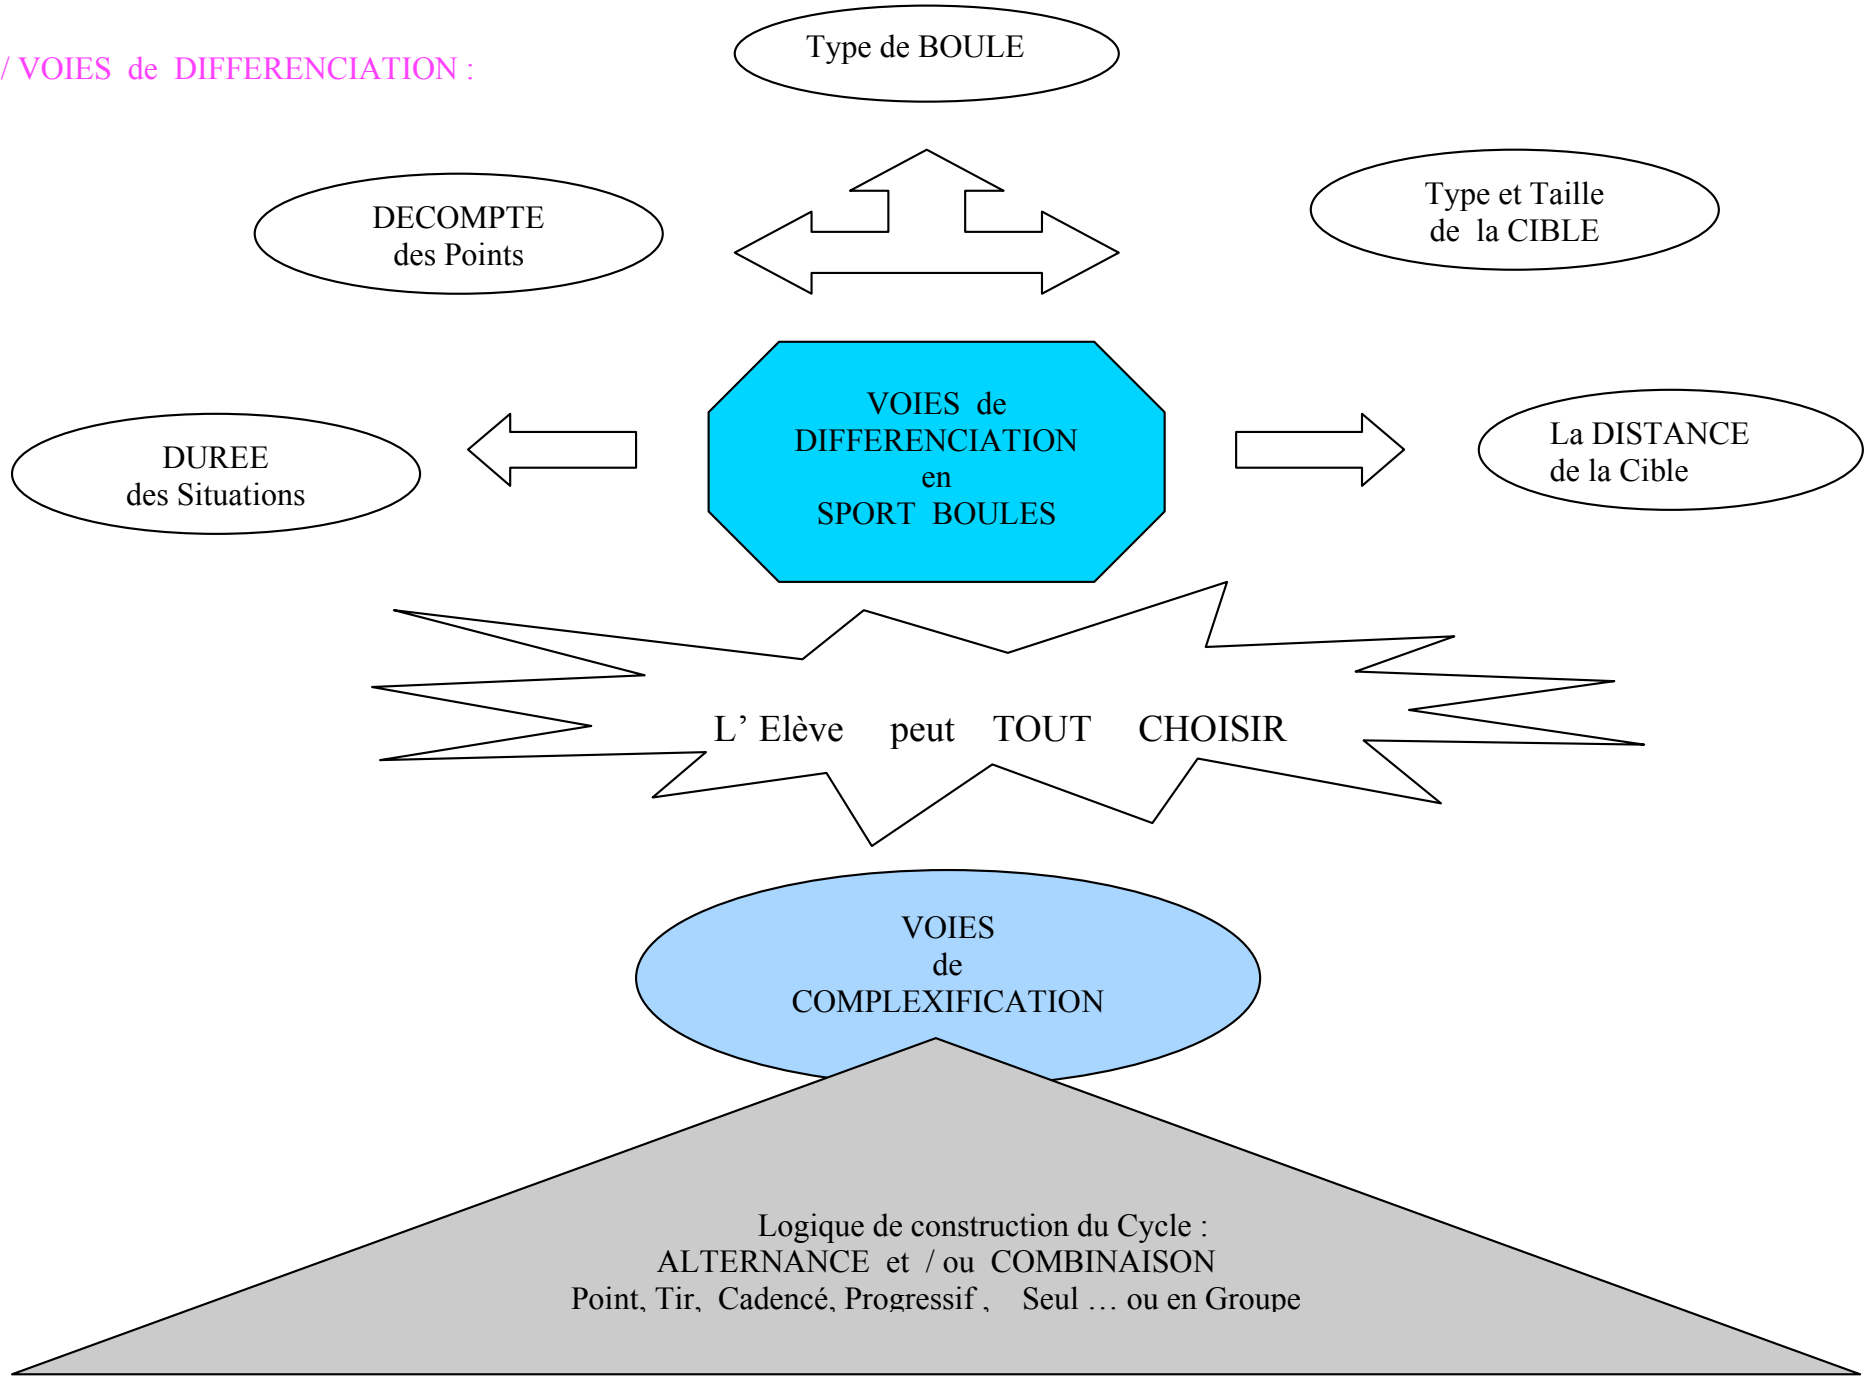 / VOIES de DIFFERENCIATION :
Type de BOULE
DECOMPTE
des Points
Type et Taille
de la CIBLE
DUREE
des Situations
VOIES de
DIFFERENCIATION
en
SPORT BOULES
La DISTANCE
de la Cible
L’ Elève peut TOUT CHOISIR
VOIES
de
COMPLEXIFICATION
Logique de construction du Cycle :
ALTERNANCE et / ou COMBINAISON
Point, Tir, Cadencé, Progressif , Seul … ou en Groupe